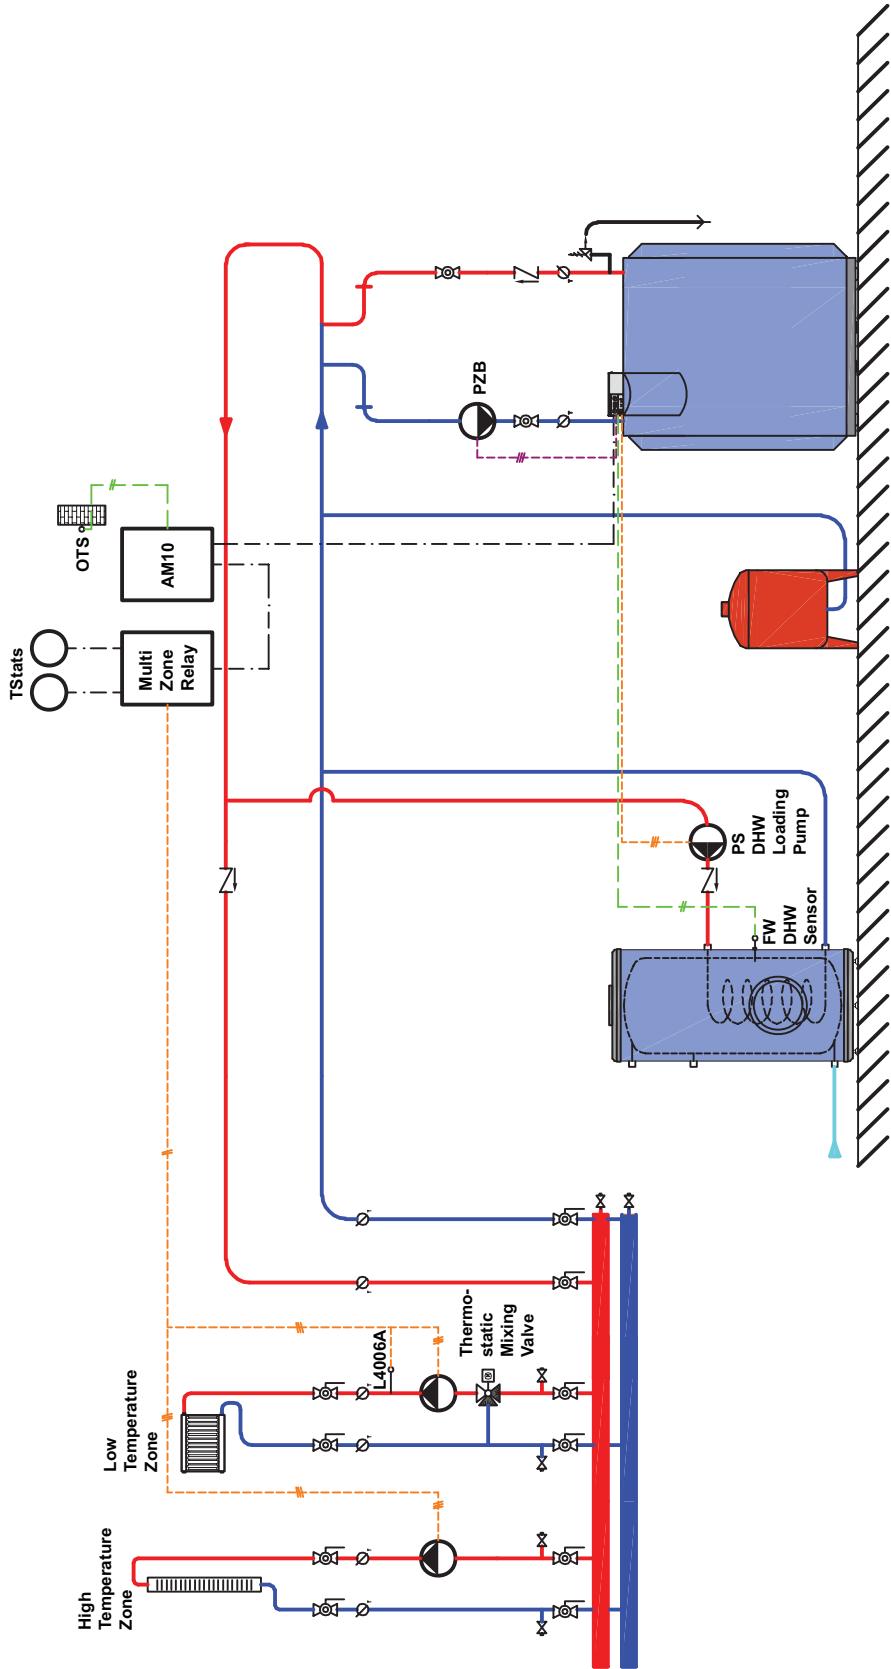 High
Temperature
Zone
Low
Temperature
Zone
L4006A
Thermo-
static
Mixing
Valve
TStats
Multi
Zone
Relay
OTS
AM10
FW
DHW
Sensor
PS
DHW
Loading
Pump
PZB